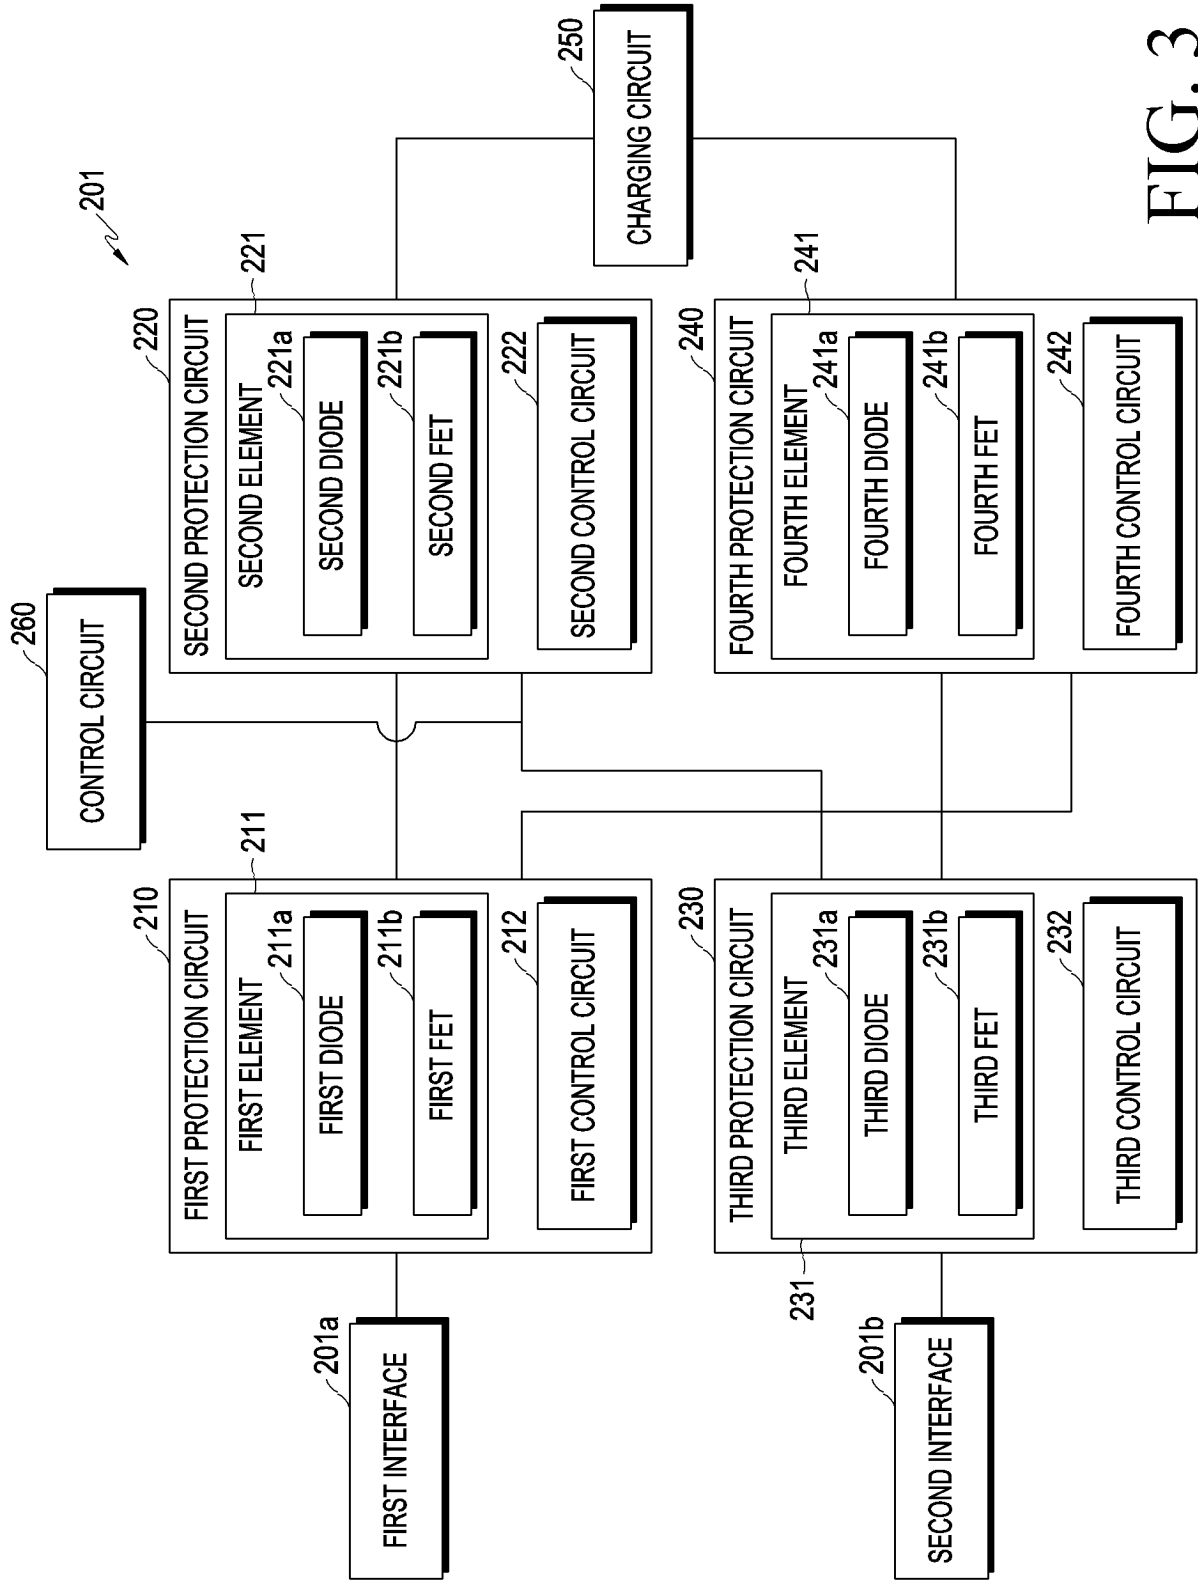 201
260
CONTROL CIRCUIT
210
FIRST PROTECTION CIRCUIT
211
FIRST ELEMENT
211a
FIRST DIODE
211b
FIRST FET
212
FIRST CONTROL CIRCUIT
220
SECOND PROTECTION CIRCUIT
221
SECOND ELEMENT
221a
SECOND DIODE
221b
SECOND FET
222
SECOND CONTROL CIRCUIT
201a
FIRST INTERFACE
250
CHARGING CIRCUIT
230
THIRD PROTECTION CIRCUIT
231
THIRD ELEMENT
231a
THIRD DIODE
231b
THIRD FET
232
THIRD CONTROL CIRCUIT
240
FOURTH PROTECTION CIRCUIT
241
FOURTH ELEMENT
241a
FOURTH DIODE
241b
FOURTH FET
242
FOURTH CONTROL CIRCUIT
201b
SECOND INTERFACE
FIG. 3